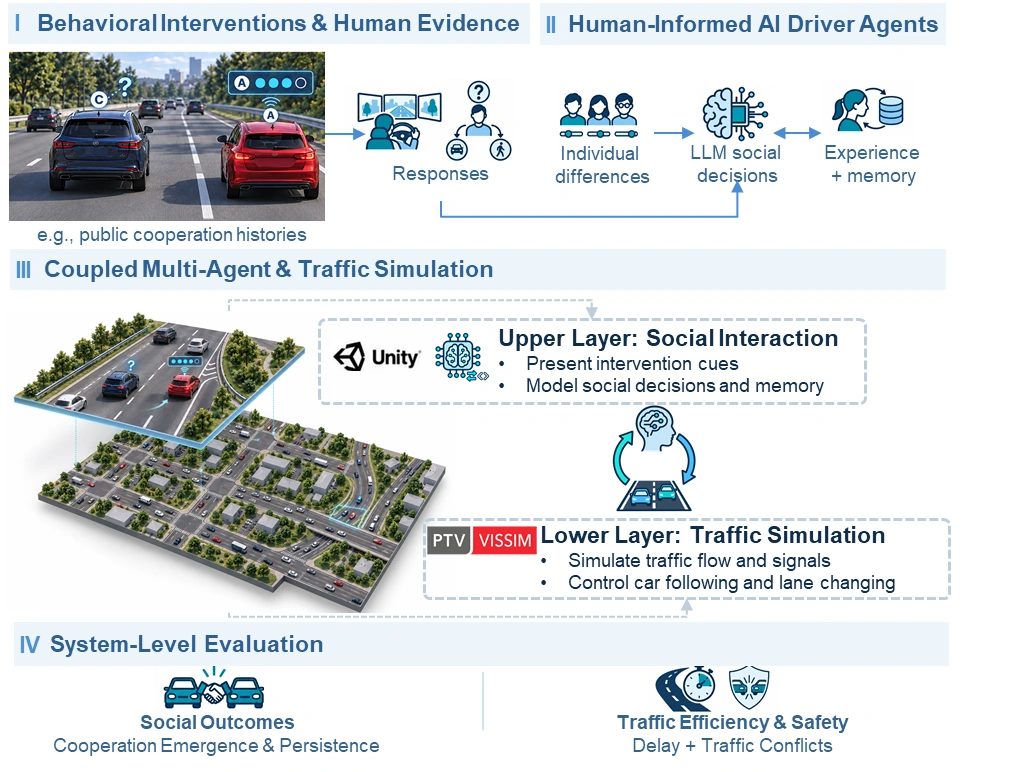 I Behavioral Interventions & Human Evidence
II Human-Informed AI Driver Agents
C
?
A
A
?
Responses
Individual
differences
LLM social
decisions
Experience
+ memory
e.g., public cooperation histories
III Coupled Multi-Agent & Traffic Simulation
?
Unity
Upper Layer: Social Interaction
• Present intervention cues
• Model social decisions and memory
PTV VISSIM
Lower Layer: Traffic Simulation
• Simulate traffic flow and signals
• Control car following and lane changing
IV System-Level Evaluation
Social Outcomes
Cooperation Emergence & Persistence
Traffic Efficiency & Safety
Delay + Traffic Conflicts